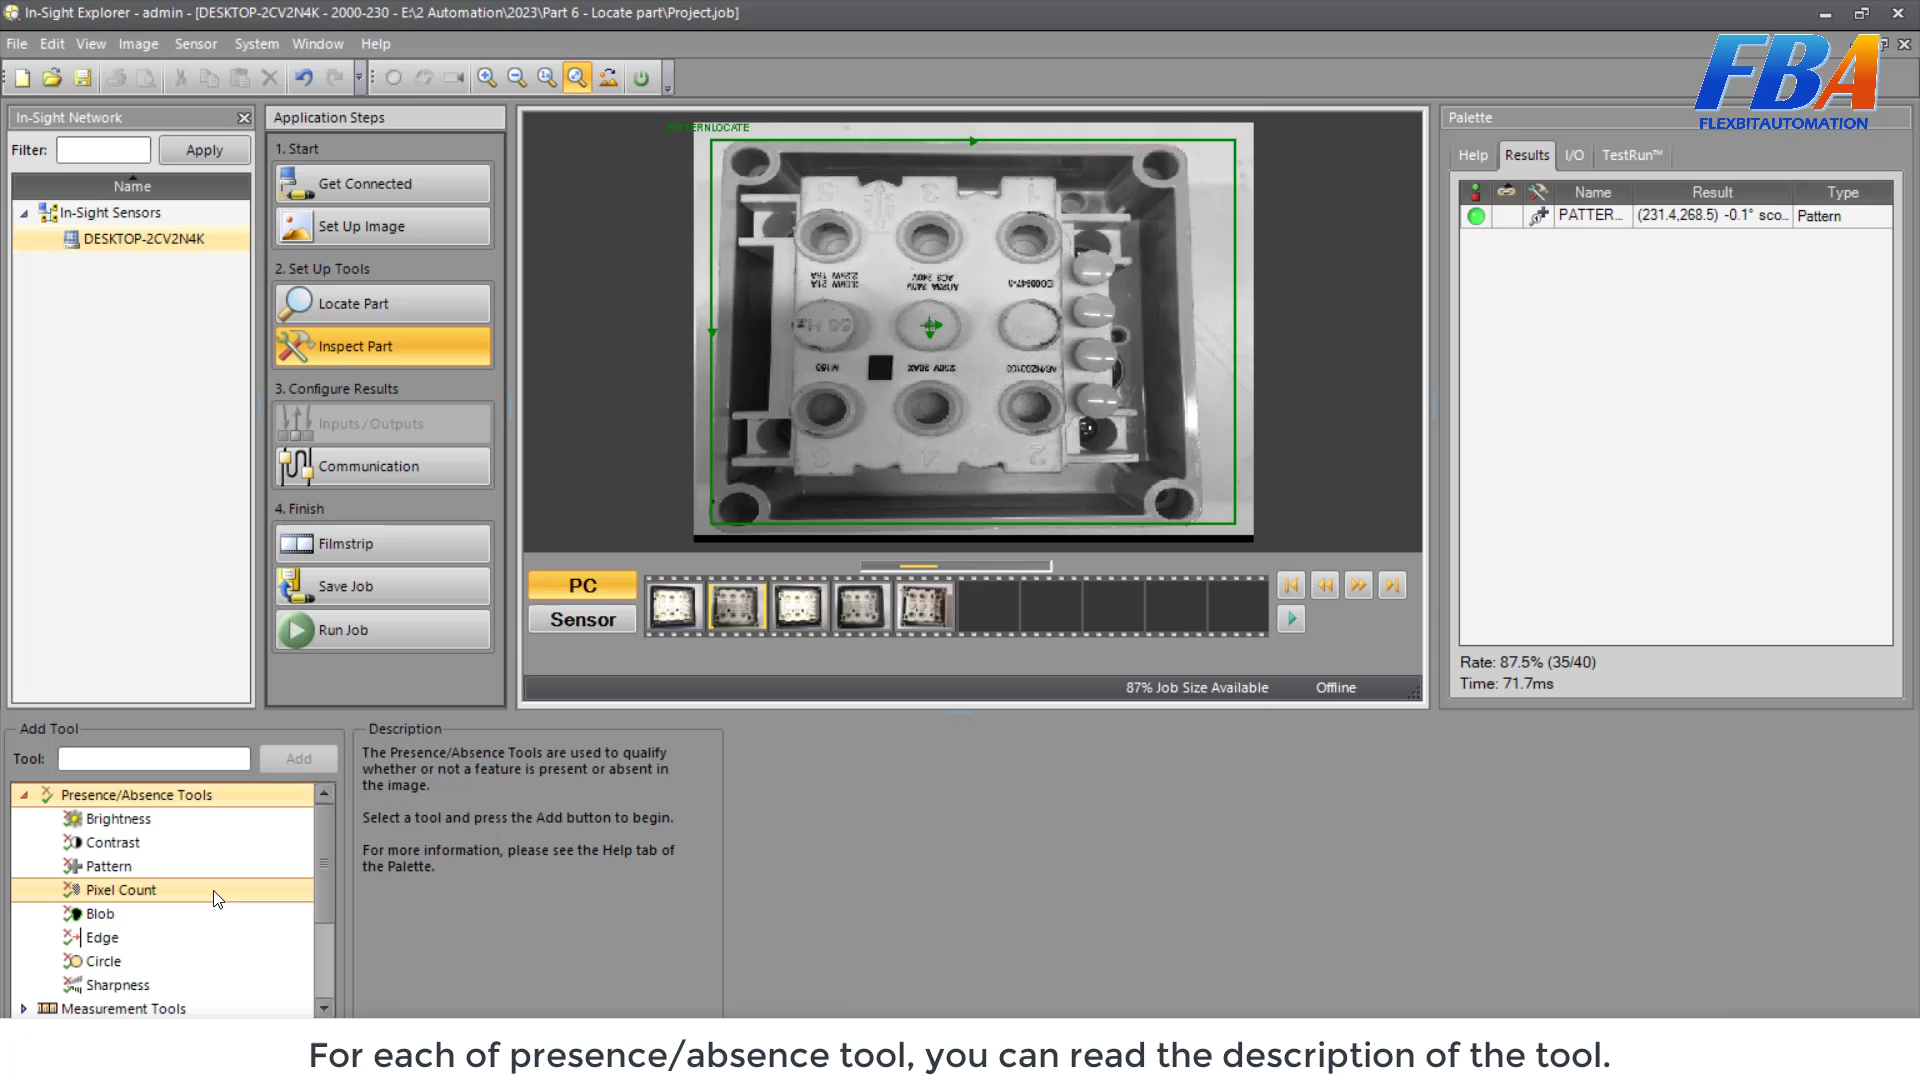 In-Sight Explorer - admin - [DESKTOP-2CV2N4K - 2000-230 - E:\2 Automation\2023\Part 6 - Locate part\Project.job]
File Edit View Image Sensor System Window Help
FBA
FLEXBITAUTOMATION
In-Sight Network
Filter:
Apply
Name
In-Sight Sensors
DESKTOP-2CV2N4K
Application Steps
1. Start
Get Connected
Set Up Image
2. Set Up Tools
Locate Part
Inspect Part
3. Configure Results
Inputs/Outputs
Communication
4. Finish
Filmstrip
Save Job
Run Job
PC
Sensor
87% Job Size Available
Offline
Palette
Help Results I/O TestRun™
Name Result Type
PATTER... (231.4,268.5) -0.1° sco... Pattern
Rate: 87.5% (35/40)
Time: 71.7ms
Add Tool
Tool:
Add
Presence/Absence Tools
Brightness
Contrast
Pattern
Pixel Count
Blob
Edge
Circle
Sharpness
Measurement Tools
Description
The Presence/Absence Tools are used to qualify
whether or not a feature is present or absent in
the image.
Select a tool and press the Add button to begin.
For more information, please see the Help tab of
the Palette.
For each of presence/absence tool, you can read the description of the tool.